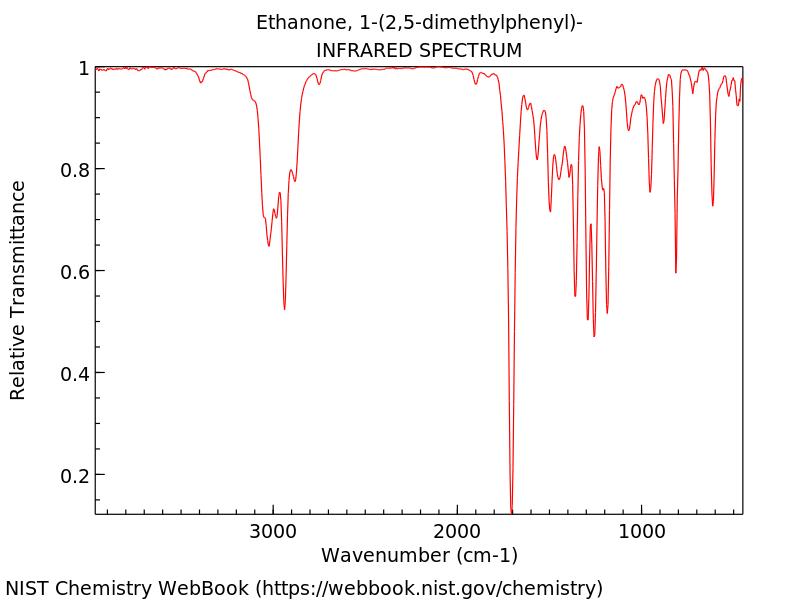 Ethanone, 1-(2,5-dimethylphenyl)-
INFRARED SPECTRUM
1
0.8
0.6
0.4
0.2
Relative Transmittance
3000 2000 1000
Wavenumber (cm-1)
NIST Chemistry WebBook (https://webbook.nist.gov/chemistry)